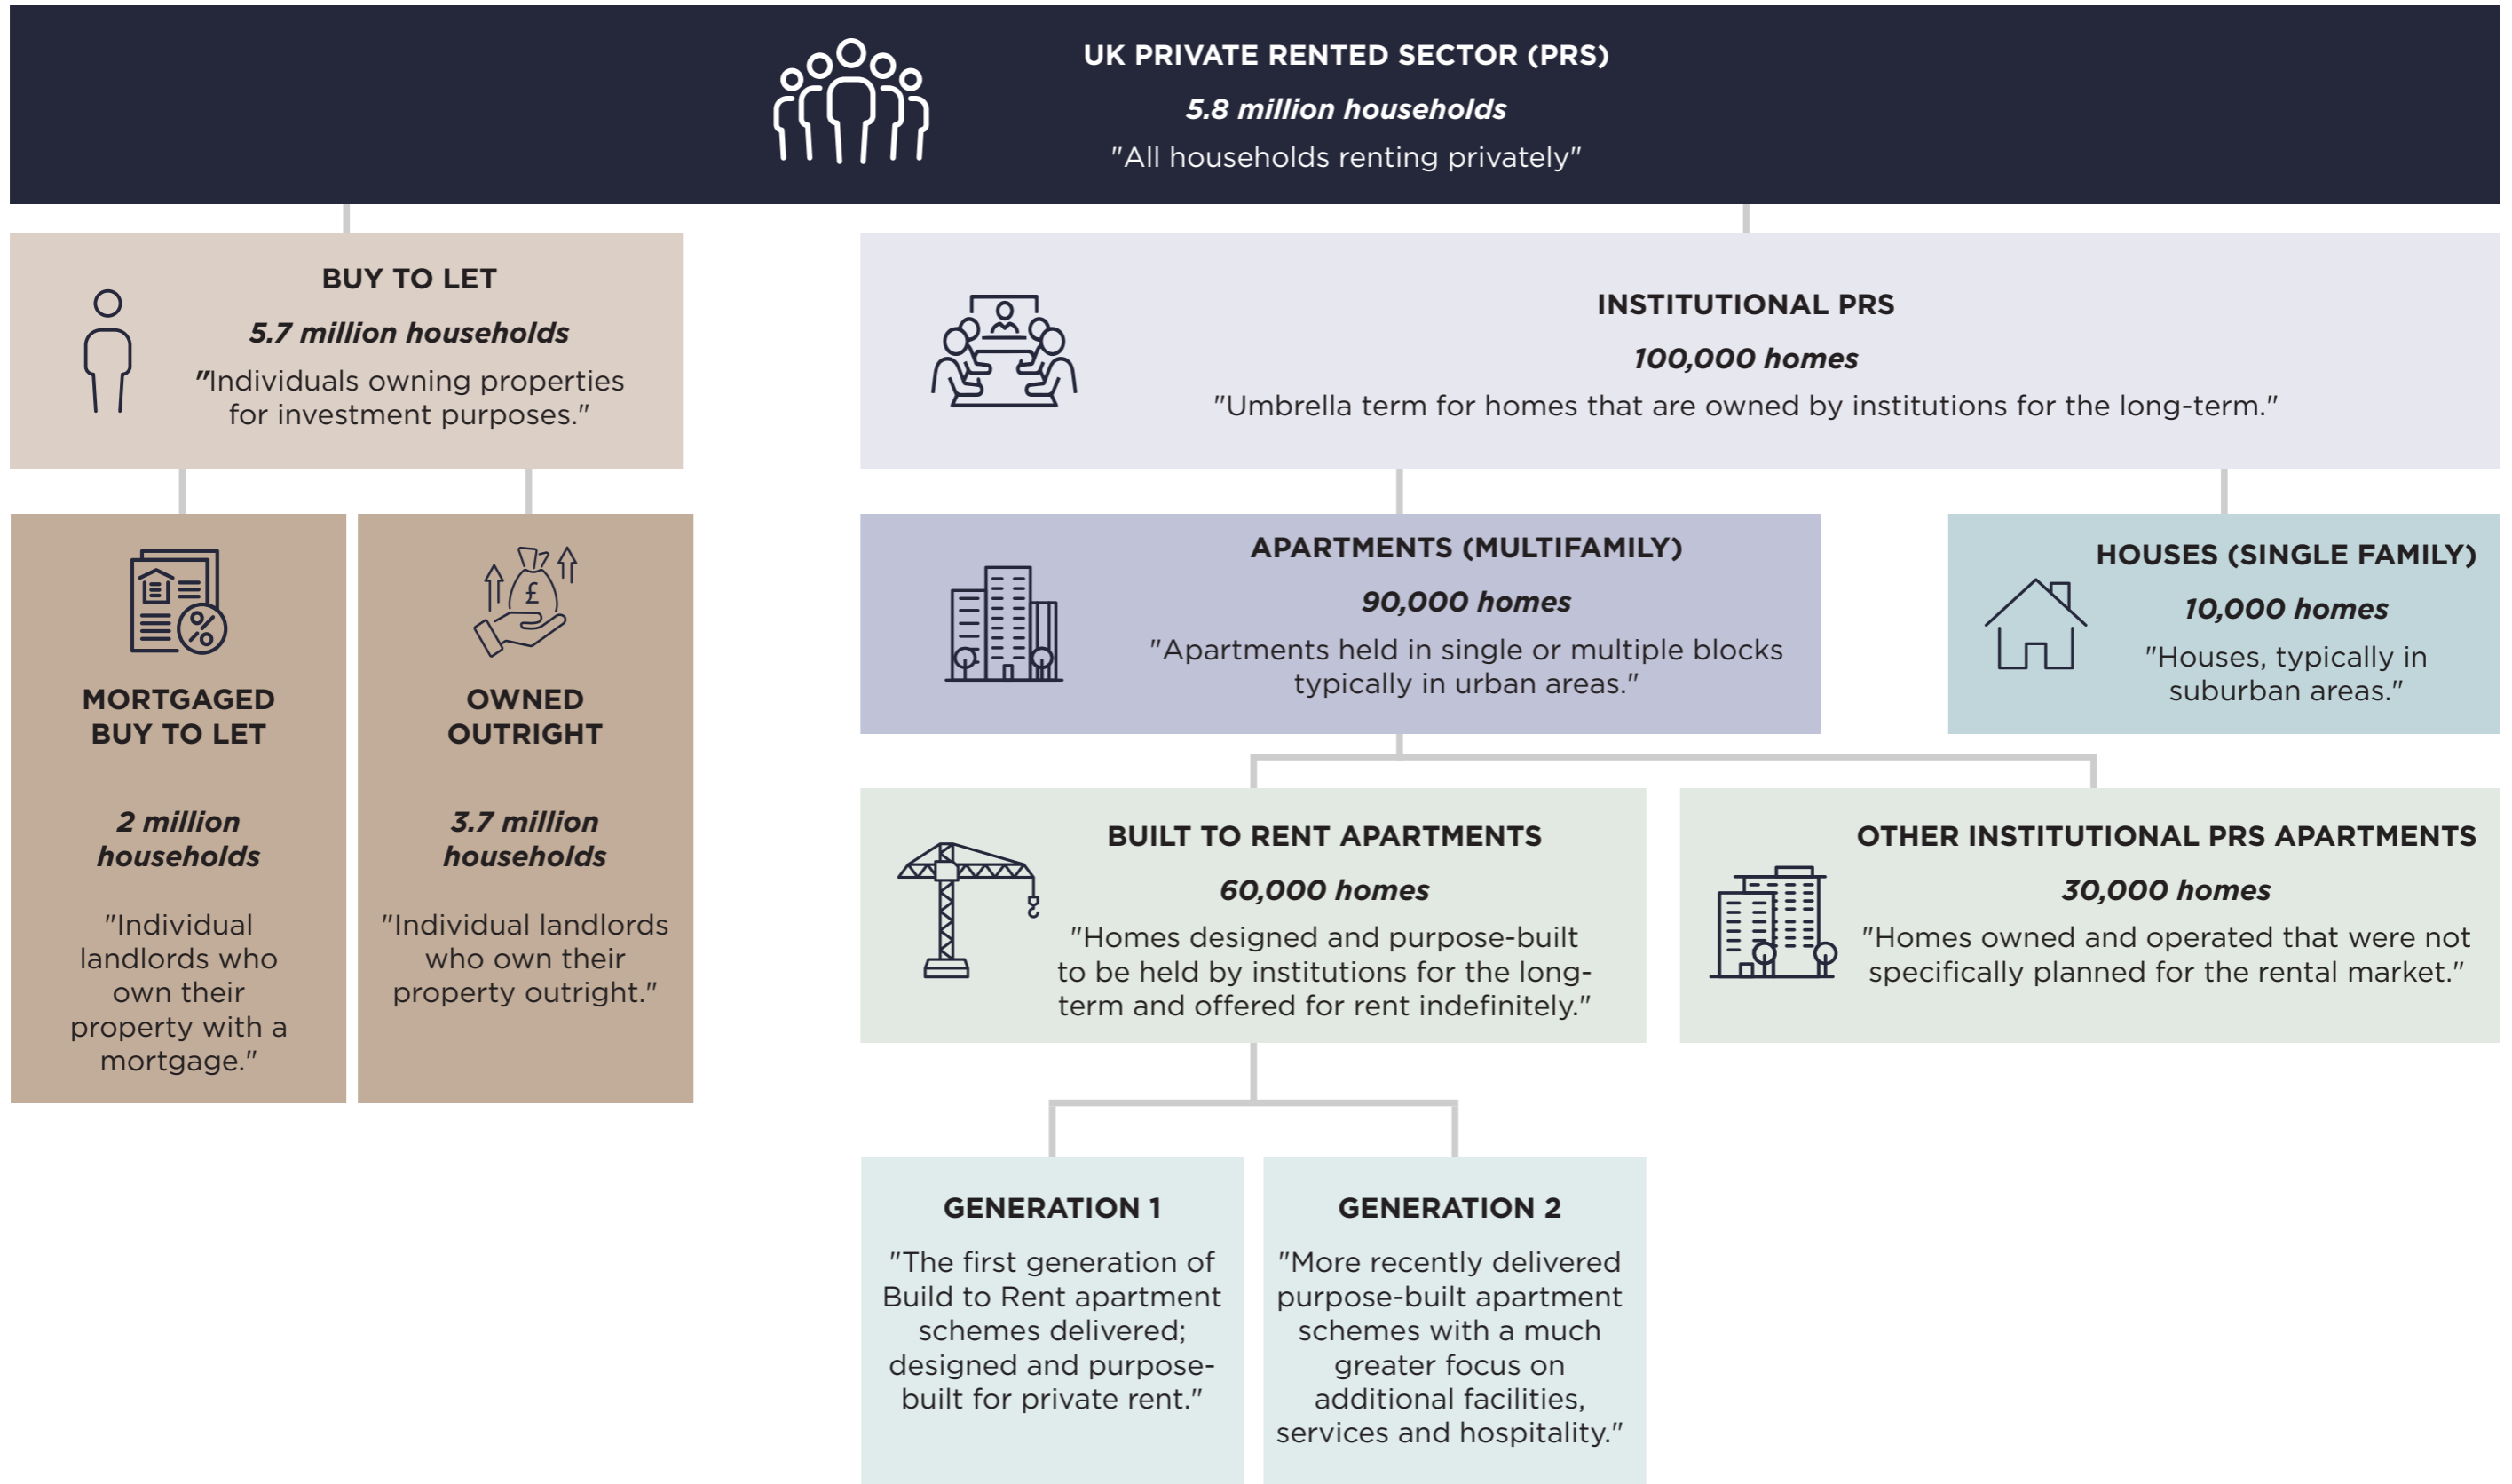 UK PRIVATE RENTED SECTOR (PRS)
5.8 million households
"All households renting privately"
BUY TO LET
5.7 million households
"Individuals owning properties
for investment purposes."
INSTITUTIONAL PRS
100,000 homes
"Umbrella term for homes that are owned by institutions for the long-term."
MORTGAGED
BUY TO LET
2 million
households
"Individual
landlords who
own their
property with a
mortgage."
£
OWNED
OUTRIGHT
3.7 million
households
"Individual landlords
who own their
property outright."
APARTMENTS (MULTIFAMILY)
90,000 homes
"Apartments held in single or multiple blocks
typically in urban areas."
HOUSES (SINGLE FAMILY)
10,000 homes
"Houses, typically in
suburban areas."
BUILT TO RENT APARTMENTS
60,000 homes
"Homes designed and purpose-built
to be held by institutions for the long-
term and offered for rent indefinitely."
OTHER INSTITUTIONAL PRS APARTMENTS
30,000 homes
"Homes owned and operated that were not
specifically planned for the rental market."
GENERATION 1
"The first generation of
Build to Rent apartment
schemes delivered;
designed and purpose-
built for private rent."
GENERATION 2
"More recently delivered
purpose-built apartment
schemes with a much
greater focus on
additional facilities,
services and hospitality."